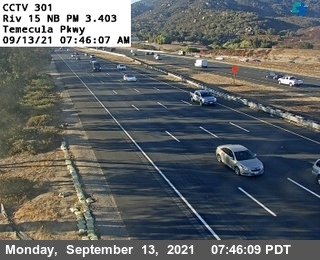 CCTV 301
Riv 15 NB PM 3.403
Temecula Pkwy
09/13/21 07:46:07 AM
Monday, September 13, 2021 07:46:09 PDT